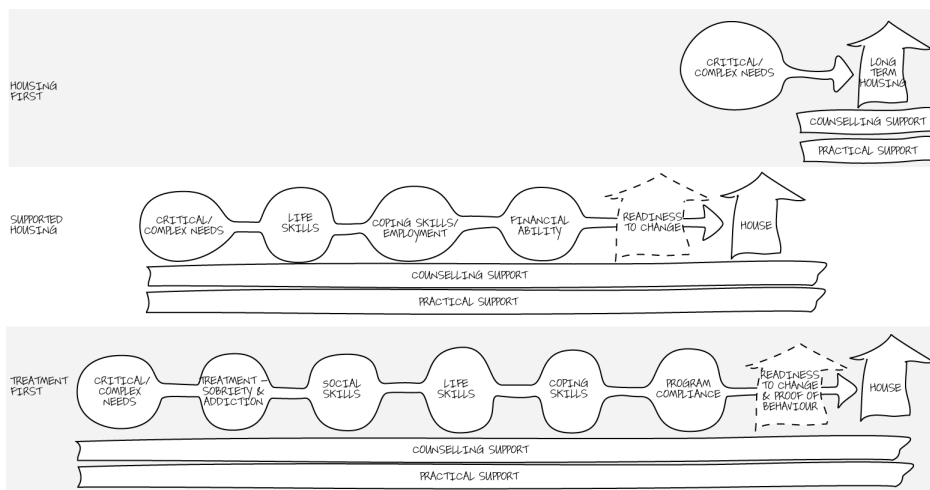 HOUSING
FIRST
CRITICAL/
COMPLEX NEEDS
LONG
TERM
HOUSING
COUNSELLING SUPPORT
PRACTICAL SUPPORT
SUPPORTED
HOUSING
CRITICAL/
COMPLEX NEEDS
LIFE
SKILLS
COPING SKILLS/
EMPLOYMENT
FINANCIAL
ABILITY
READINESS
TO CHANGE
HOUSE
COUNSELLING SUPPORT
PRACTICAL SUPPORT
TREATMENT
FIRST
CRITICAL/
COMPLEX
NEEDS
TREATMENT –
SOBRIETY &
ADDICTION
SOCIAL
SKILLS
LIFE
SKILLS
COPING
SKILLS
PROGRAM
COMPLIANCE
READINESS
TO CHANGE
& PROOF OF
BEHAVIOUR
HOUSE
COUNSELLING SUPPORT
PRACTICAL SUPPORT